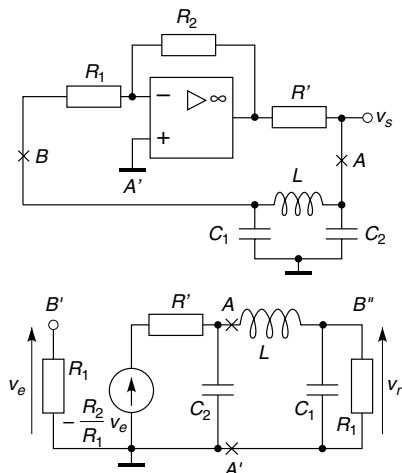 R2
R1
− ▷ ∞
+
R'
vs
B
A'
A
L
C1
C2
B'
R'
A
B"
L
ve
R1
− R2/R1 ve
C2
C1
R1
vr
A'